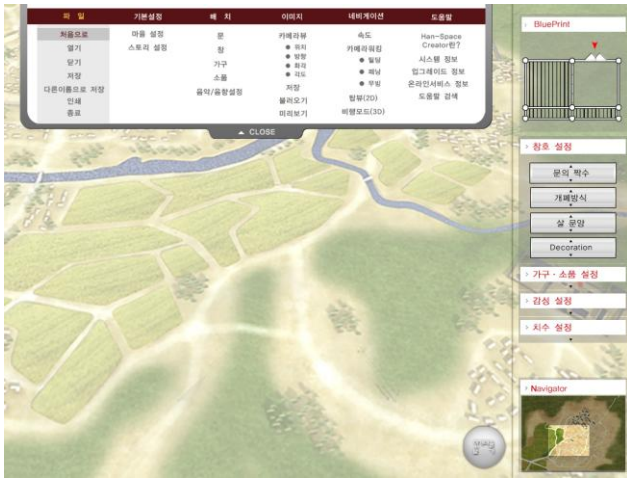 파 일
기본설정
배 치
이미지
네비게이션
도움말
처음으로
열기
닫기
저장
다른이름으로 저장
인쇄
종료
마을 설정
스토리 설정
문
창
가구
소품
음악/음향설정
카메라뷰
● 위치
● 방향
● 화각
● 각도
저장
불러오기
미리보기
속도
카메라워킹
● 틸딩
● 패닝
● 무빙
탑뷰(2D)
비행모드(3D)
Han-Space
Creator란?
시스템 정보
업그레이드 정보
온라인서비스 정보
도움말 검색
▲ CLOSE
› BluePrint
› 창호 설정
문의 짝수
개폐방식
살 문양
Decoration
› 가구·소품 설정
› 감성 설정
› 치수 설정
› Navigator